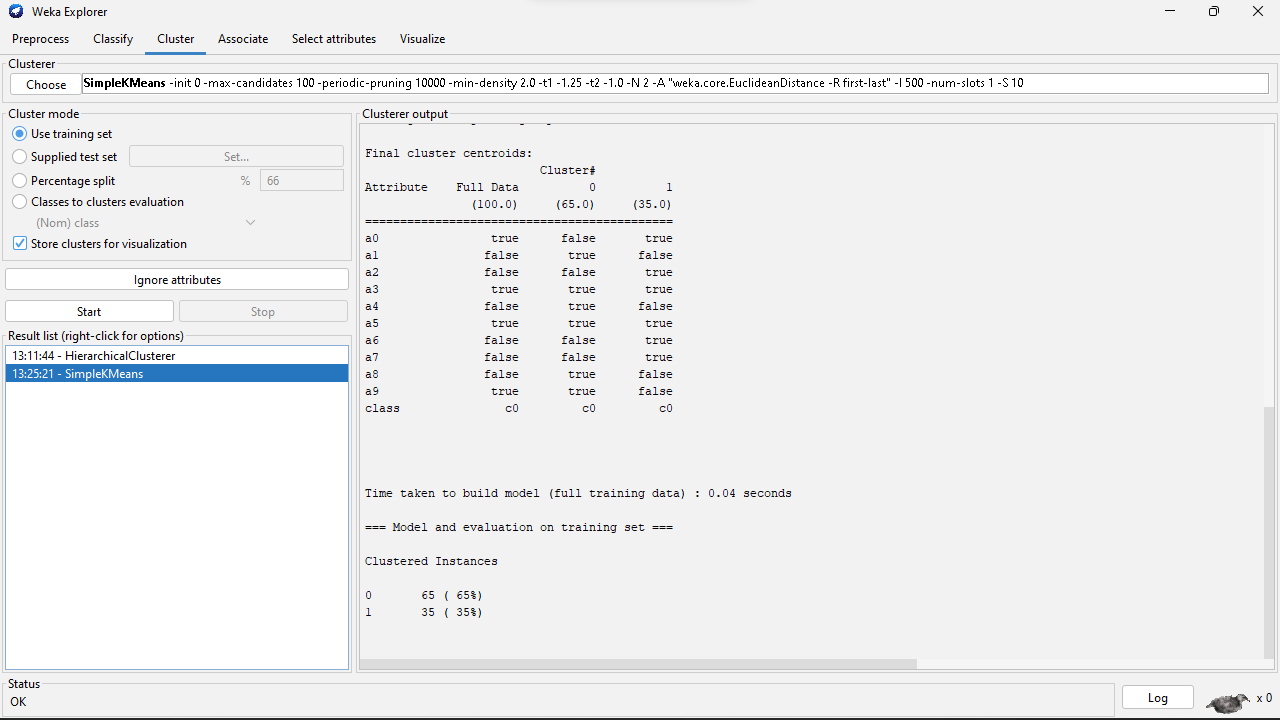 Weka Explorer
Preprocess Classify Cluster Associate Select attributes Visualize
Clusterer
Choose SimpleKMeans -init 0 -max-candidates 100 -periodic-pruning 10000 -min-density 2.0 -t1 -1.25 -t2 -1.0 -N 2 -A "weka.core.EuclideanDistance -R first-last" -I 500 -num-slots 1 -S 10
Cluster mode
Use training set
Supplied test set Set...
Percentage split % 66
Classes to clusters evaluation
(Nom) class
Store clusters for visualization
Ignore attributes
Start Stop
Result list (right-click for options)
13:11:44 - HierarchicalClusterer
13:25:21 - SimpleKMeans
Clusterer output
Final cluster centroids:
Cluster#
Attribute Full Data 0 1
(100.0) (65.0) (35.0)
============================================
a0 true false true
a1 false true false
a2 false false true
a3 true true true
a4 false true false
a5 true true true
a6 false false true
a7 false false true
a8 false true false
a9 true true false
class c0 c0 c0
Time taken to build model (full training data) : 0.04 seconds
=== Model and evaluation on training set ===
Clustered Instances
0 65 ( 65%)
1 35 ( 35%)
Status
OK
Log x 0